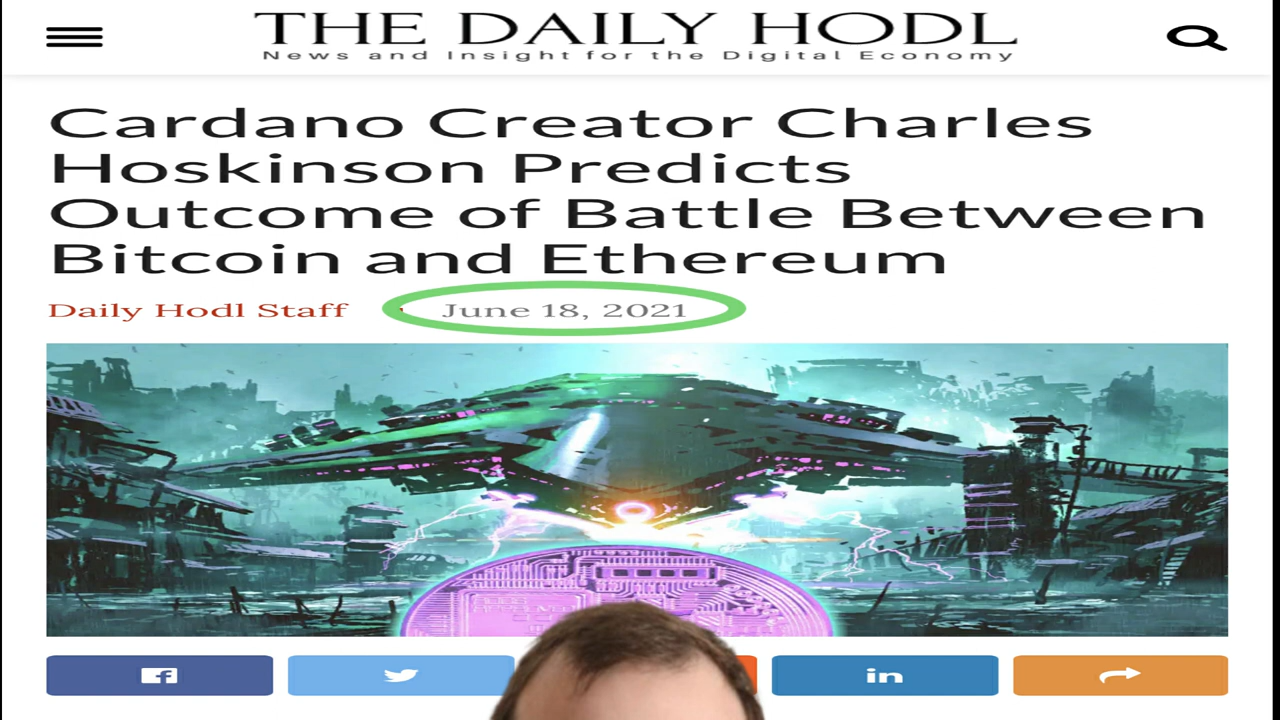 THE DAILY HODL
News and Insight for the Digital Economy
Cardano Creator Charles
Hoskinson Predicts
Outcome of Battle Between
Bitcoin and Ethereum
Daily Hodl Staff
June 18, 2021
in